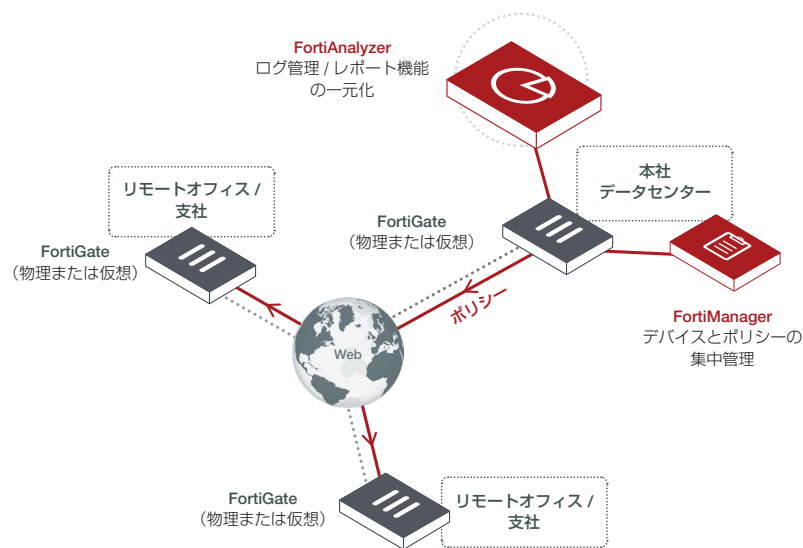 FortiAnalyzer
ログ管理 / レポート機能
の一元化
本社
データセンター
リモートオフィス /
支社
FortiGate
（物理または仮想）
FortiGate
（物理または仮想）
ポリシー
FortiManager
デバイスとポリシーの
集中管理
Web
FortiGate
（物理または仮想）
リモートオフィス /
支社